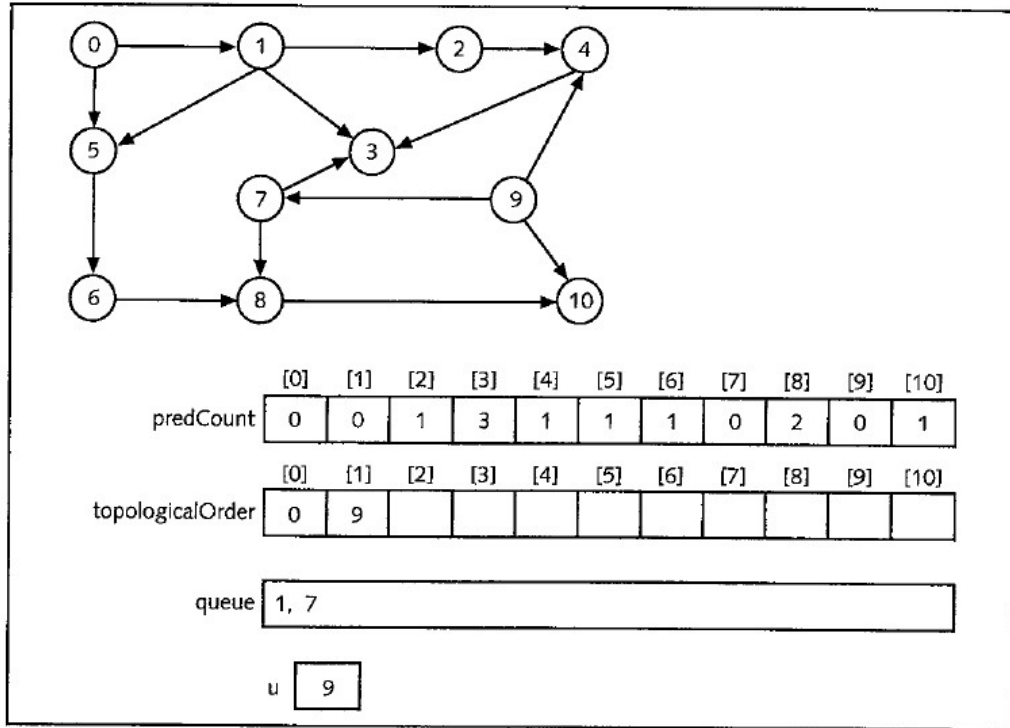 0 1 2 4
5 3
7 9
6 8 10
[0] [1] [2] [3] [4] [5] [6] [7] [8] [9] [10]
predCount 0 0 1 3 1 1 1 0 2 0 1
[0] [1] [2] [3] [4] [5] [6] [7] [8] [9] [10]
topologicalOrder 0 9
queue 1, 7
u 9